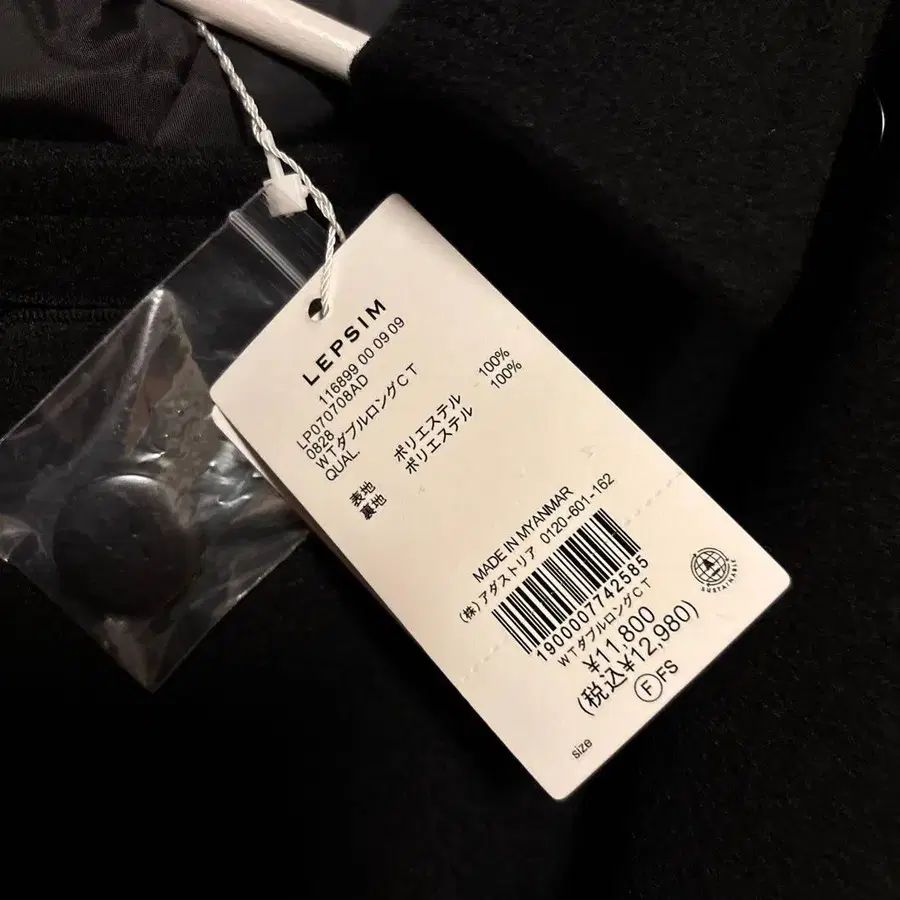 LEPSIM
116899 00 09 09
LP070708AD
0828
WTダブルロングCT
QUAL.
表地 ポリエステル 100%
裏地 ポリエステル 100%
MADE IN MYANMAR
(株)アダストリア 0120-601-162
1900007742585
WTダブルロングCT
¥11,800
(税込¥12,980)
F FS
size
SUSTAINABLE